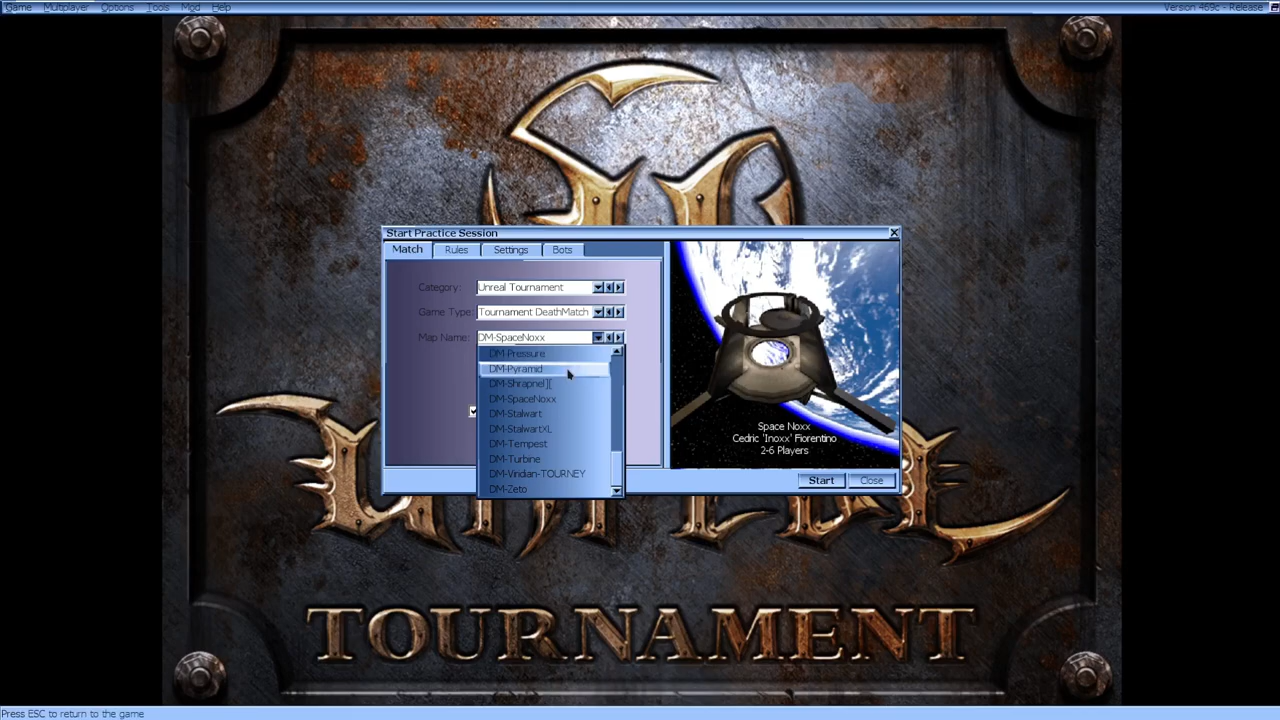 Game Multiplayer Options Tools Mod Help Version 469c - Release
Start Practice Session
Match Rules Settings Bots
Category: Unreal Tournament
Game Type: Tournament DeathMatch
Map Name: DM-SpaceNoxx
DM-Pressure
DM-Pyramid
DM-Shrapnel][
DM-SpaceNoxx
DM-Stalwart
DM-StalwartXL
DM-Tempest
DM-Turbine
DM-Viridian-TOURNEY
DM-Zeto
Space Noxx
Cedric 'Inoxx' Fiorentino
2-6 Players
Start Close
TOURNAMENT
Press ESC to return to the game